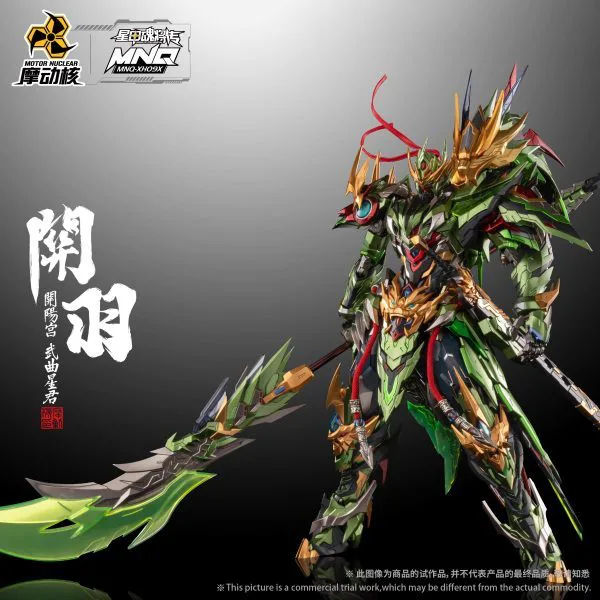 MOTOR NUCLEAR
摩动核
星甲魂将传
MNQ
MNQ-XH09X
關羽
開陽宮 武曲星君
※ 此图像为商品的试作品,并不代表产品的最终品质,敬请知悉
※This picture is a commercial trial work,which may be different from the actual commodity.